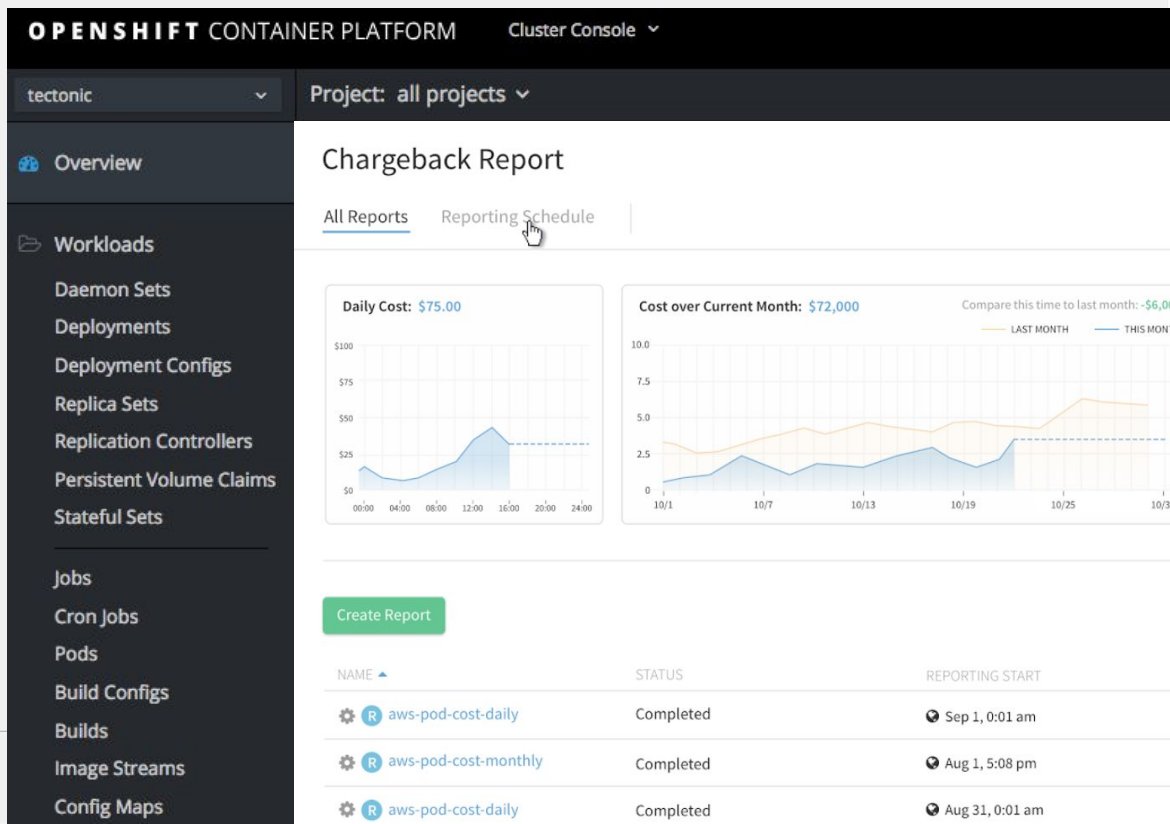 OPENSHIFT CONTAINER PLATFORM
Cluster Console
tectonic
Project: all projects
Overview
Workloads
Daemon Sets
Deployments
Deployment Configs
Replica Sets
Replication Controllers
Persistent Volume Claims
Stateful Sets
Jobs
Cron Jobs
Pods
Build Configs
Builds
Image Streams
Config Maps
Chargeback Report
All Reports
Reporting Schedule
Daily Cost: $75.00
$100
$75
$50
$25
$0
00:00 04:00 08:00 12:00 16:00 20:00 24:00
Cost over Current Month: $72,000
Compare this time to last month: -$6,00
LAST MONTH THIS MONT
10.0
7.5
5.0
2.5
0
10/1 10/7 10/13 10/19 10/25 10/3
Create Report
NAME STATUS REPORTING START
R aws-pod-cost-daily Completed Sep 1, 0:01 am
R aws-pod-cost-monthly Completed Aug 1, 5:08 pm
R aws-pod-cost-daily Completed Aug 31, 0:01 am